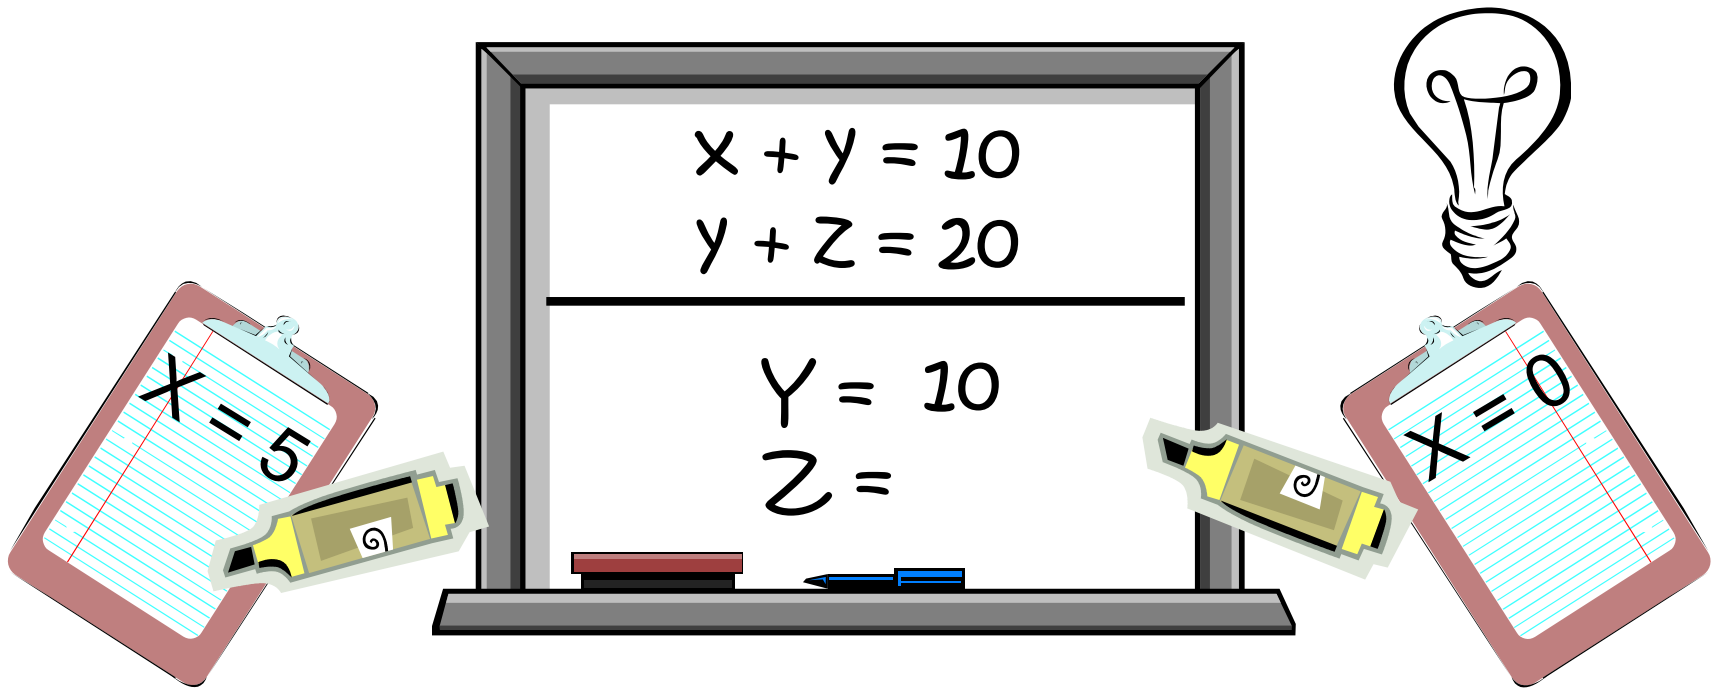 X + y = 10
y + Z = 20
Y = 10
Z =
X = 5
X = 0